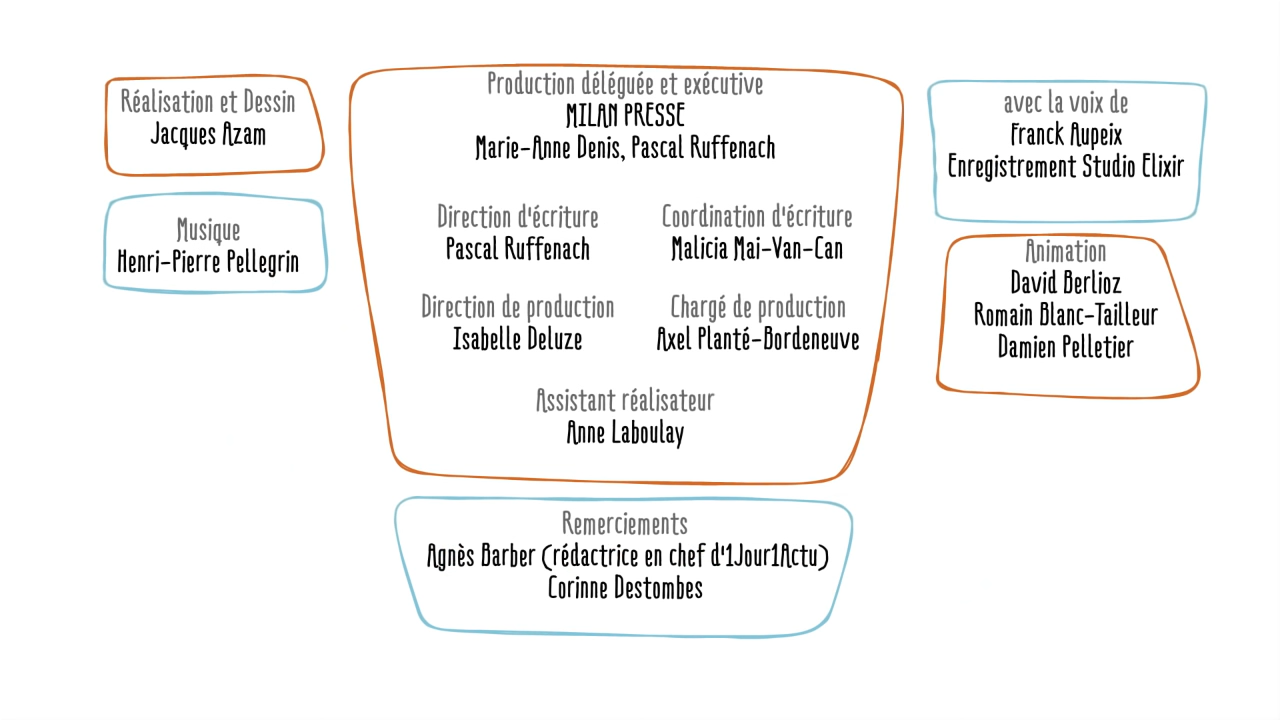 Réalisation et Dessin
Jacques Azam
Musique
Henri-Pierre Pellegrin
Production déléguée et exécutive
MILAN PRESSE
Marie-Anne Denis, Pascal Ruffenach
Direction d'écriture
Pascal Ruffenach
Coordination d'écriture
Malicia Mai-Van-Can
Direction de production
Isabelle Deluze
Chargé de production
Axel Planté-Bordeneuve
Assistant réalisateur
Anne Laboulay
avec la voix de
Franck Aupeix
Enregistrement Studio Elixir
Animation
David Berlioz
Romain Blanc-Tailleur
Damien Pelletier
Remerciements
Agnès Barber (rédactrice en chef d'1Jour1Actu)
Corinne Destombes